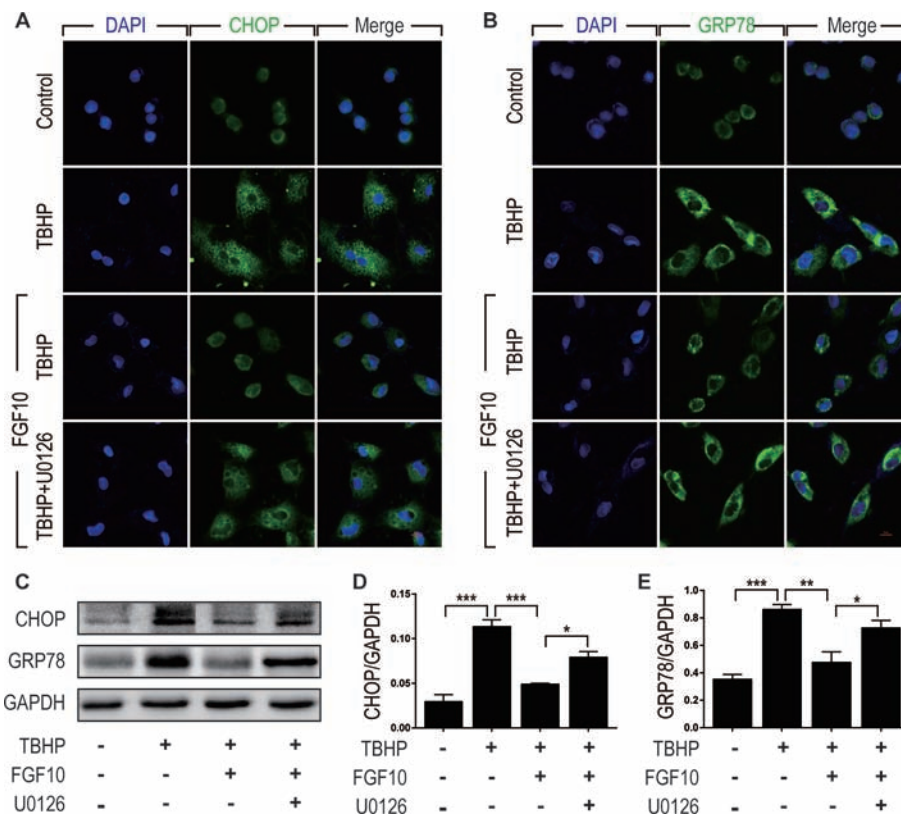 A
DAPI CHOP Merge
Control
TBHP
TBHP
TBHP+U0126
FGF10
B
DAPI GRP78 Merge
Control
TBHP
TBHP
TBHP+U0126
FGF10
C
CHOP
GRP78
GAPDH
TBHP - + + +
FGF10 - - + +
U0126 - - - +
D
CHOP/GAPDH
0.15
0.10
0.05
0.00
*** *** *
TBHP - + + +
FGF10 - - + +
U0126 - - - +
E
GRP78/GAPDH
1.0
0.8
0.6
0.4
0.2
0.0
*** ** *
TBHP - + + +
FGF10 - - + +
U0126 - - - +